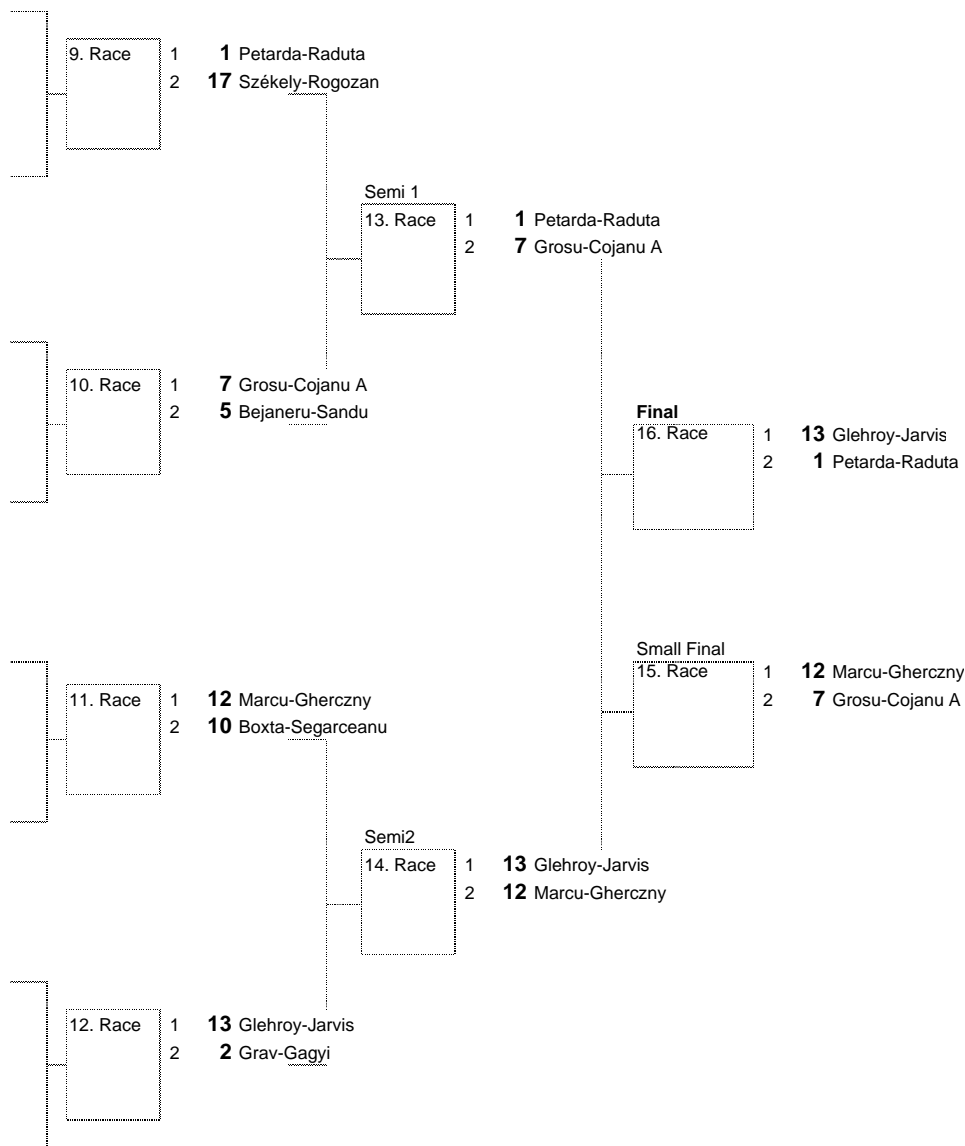 9. Race 1 1 Petarda-Raduta
2 17 Székely-Rogozan
Semi 1
13. Race 1 1 Petarda-Raduta
2 7 Grosu-Cojanu A
10. Race 1 7 Grosu-Cojanu A
2 5 Bejaneru-Sandu
Final
16. Race 1 13 Glehroy-Jarvis
2 1 Petarda-Raduta
Small Final
15. Race 1 12 Marcu-Gherczny
2 7 Grosu-Cojanu A
11. Race 1 12 Marcu-Gherczny
2 10 Boxta-Segarceanu
Semi2
14. Race 1 13 Glehroy-Jarvis
2 12 Marcu-Gherczny
12. Race 1 13 Glehroy-Jarvis
2 2 Grav-Gagyi